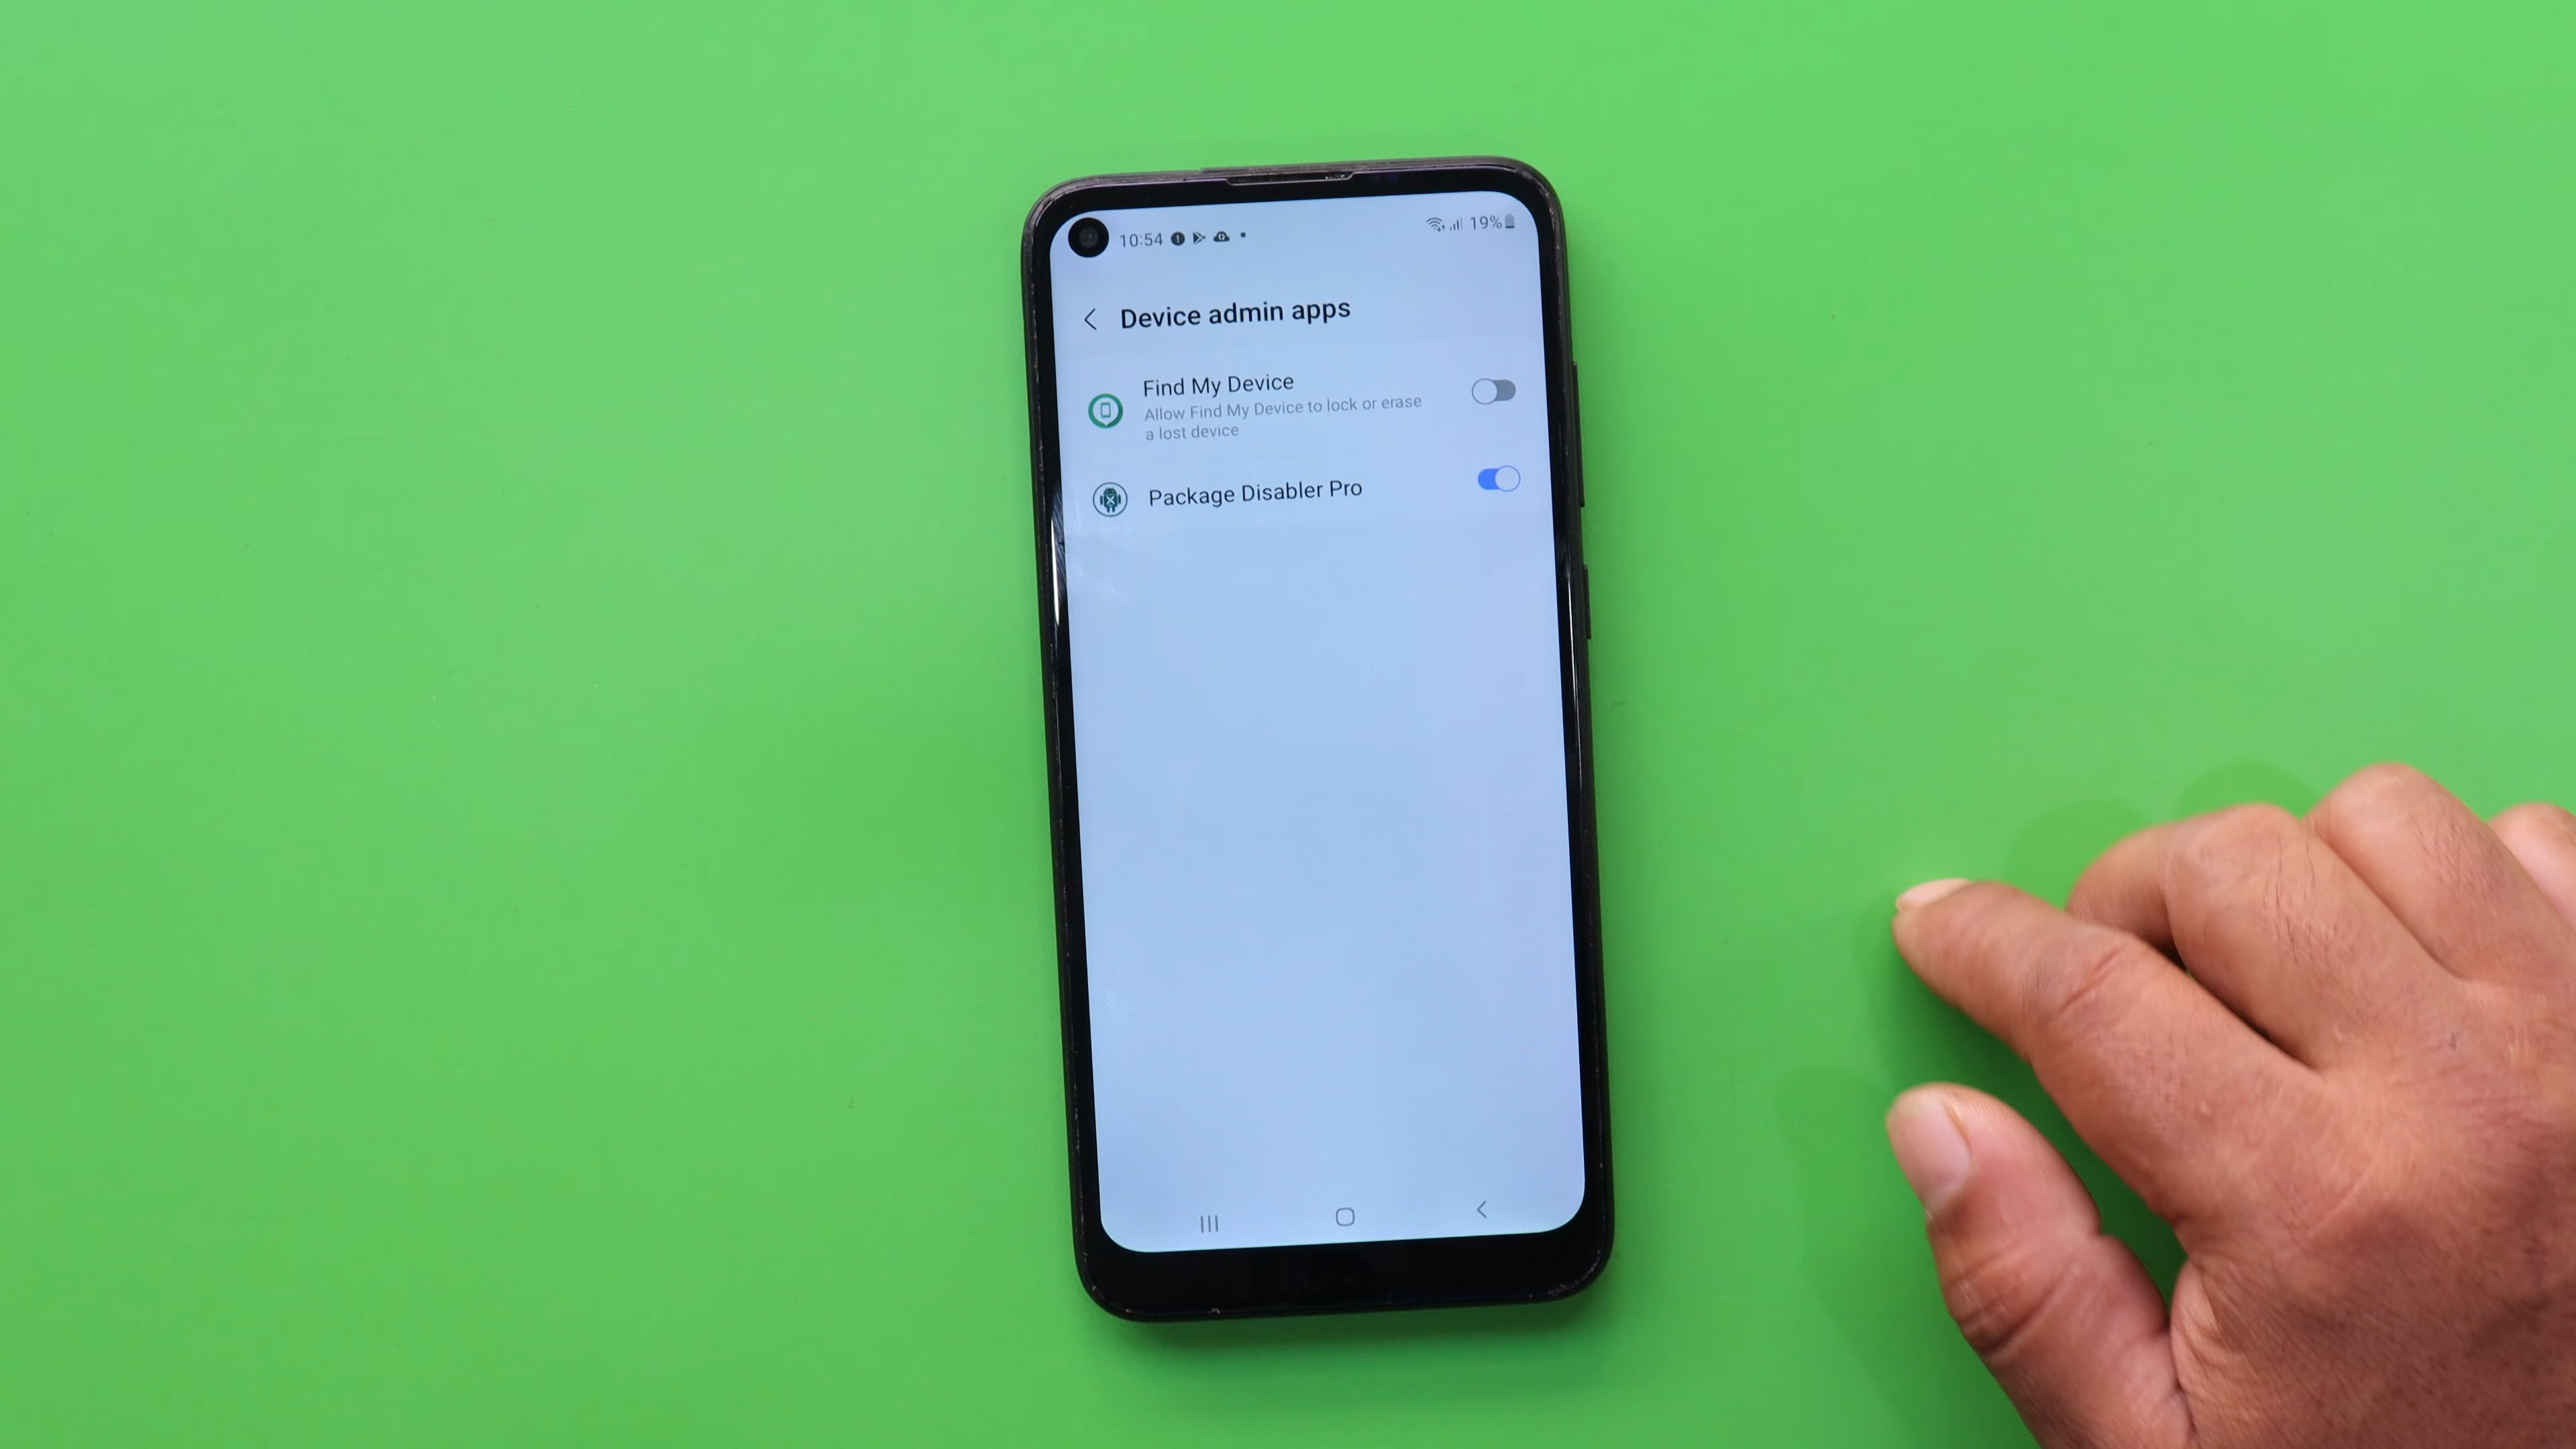 10:54
19%
Device admin apps
Find My Device
Allow Find My Device to lock or erase
a lost device
Package Disabler Pro